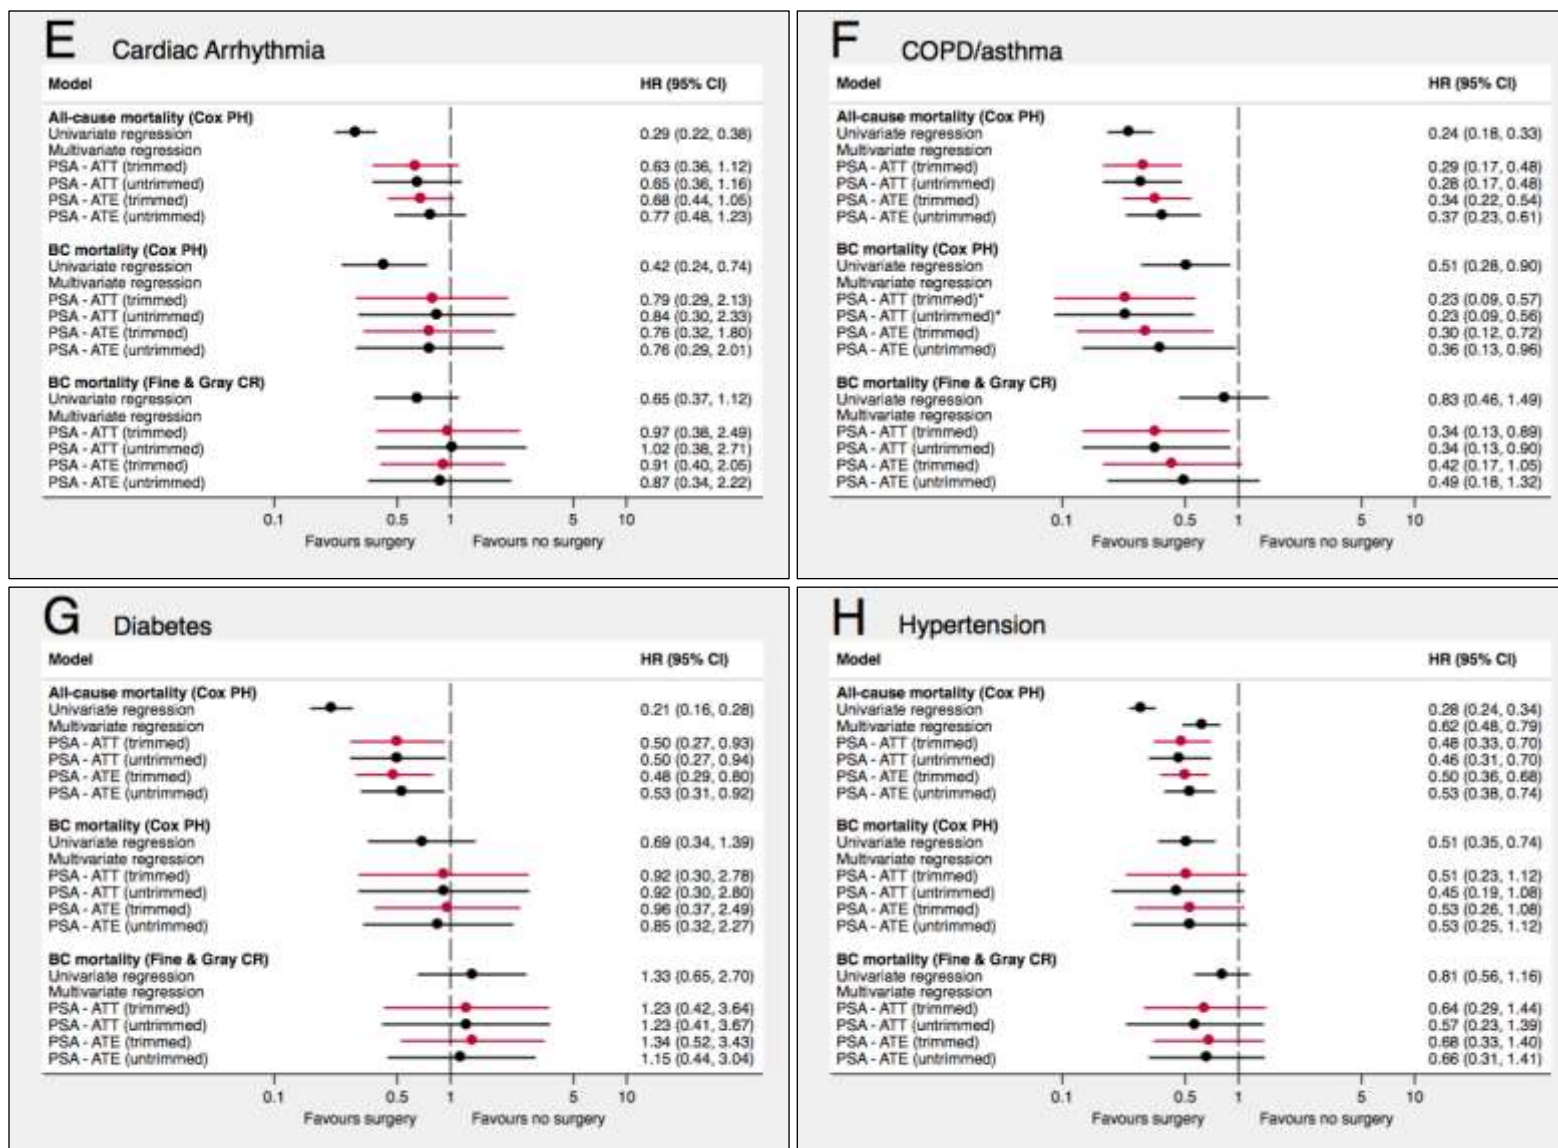 E Cardiac Arrhythmia
Model HR (95% CI)
All-cause mortality (Cox PH)
Univariate regression 0.29 (0.22, 0.38)
Multivariate regression
PSA - ATT (trimmed) 0.63 (0.36, 1.12)
PSA - ATT (untrimmed) 0.65 (0.36, 1.16)
PSA - ATE (trimmed) 0.68 (0.44, 1.05)
PSA - ATE (untrimmed) 0.77 (0.48, 1.23)
BC mortality (Cox PH)
Univariate regression 0.42 (0.24, 0.74)
Multivariate regression
PSA - ATT (trimmed) 0.79 (0.29, 2.13)
PSA - ATT (untrimmed) 0.84 (0.30, 2.33)
PSA - ATE (trimmed) 0.76 (0.32, 1.80)
PSA - ATE (untrimmed) 0.76 (0.29, 2.01)
BC mortality (Fine & Gray CR)
Univariate regression 0.65 (0.37, 1.12)
Multivariate regression
PSA - ATT (trimmed) 0.97 (0.38, 2.49)
PSA - ATT (untrimmed) 1.02 (0.38, 2.71)
PSA - ATE (trimmed) 0.91 (0.40, 2.05)
PSA - ATE (untrimmed) 0.87 (0.34, 2.22)
0.1 0.5 1 5 10
Favours surgery Favours no surgery
F COPD/asthma
Model HR (95% CI)
All-cause mortality (Cox PH)
Univariate regression 0.24 (0.18, 0.33)
Multivariate regression
PSA - ATT (trimmed) 0.29 (0.17, 0.48)
PSA - ATT (untrimmed) 0.28 (0.17, 0.48)
PSA - ATE (trimmed) 0.34 (0.22, 0.54)
PSA - ATE (untrimmed) 0.37 (0.23, 0.61)
BC mortality (Cox PH)
Univariate regression 0.51 (0.28, 0.90)
Multivariate regression
PSA - ATT (trimmed)* 0.23 (0.09, 0.57)
PSA - ATT (untrimmed)* 0.23 (0.09, 0.56)
PSA - ATE (trimmed) 0.30 (0.12, 0.72)
PSA - ATE (untrimmed) 0.36 (0.13, 0.96)
BC mortality (Fine & Gray CR)
Univariate regression 0.83 (0.46, 1.49)
Multivariate regression
PSA - ATT (trimmed) 0.34 (0.13, 0.89)
PSA - ATT (untrimmed) 0.34 (0.13, 0.90)
PSA - ATE (trimmed) 0.42 (0.17, 1.05)
PSA - ATE (untrimmed) 0.49 (0.18, 1.32)
0.1 0.5 1 5 10
Favours surgery Favours no surgery
G Diabetes
Model HR (95% CI)
All-cause mortality (Cox PH)
Univariate regression 0.21 (0.16, 0.28)
Multivariate regression
PSA - ATT (trimmed) 0.50 (0.27, 0.93)
PSA - ATT (untrimmed) 0.50 (0.27, 0.94)
PSA - ATE (trimmed) 0.48 (0.29, 0.80)
PSA - ATE (untrimmed) 0.53 (0.31, 0.92)
BC mortality (Cox PH)
Univariate regression 0.69 (0.34, 1.39)
Multivariate regression
PSA - ATT (trimmed) 0.92 (0.30, 2.78)
PSA - ATT (untrimmed) 0.92 (0.30, 2.80)
PSA - ATE (trimmed) 0.96 (0.37, 2.49)
PSA - ATE (untrimmed) 0.85 (0.32, 2.27)
BC mortality (Fine & Gray CR)
Univariate regression 1.33 (0.65, 2.70)
Multivariate regression
PSA - ATT (trimmed) 1.23 (0.42, 3.64)
PSA - ATT (untrimmed) 1.23 (0.41, 3.67)
PSA - ATE (trimmed) 1.34 (0.52, 3.43)
PSA - ATE (untrimmed) 1.15 (0.44, 3.04)
0.1 0.5 1 5 10
Favours surgery Favours no surgery
H Hypertension
Model HR (95% CI)
All-cause mortality (Cox PH)
Univariate regression 0.28 (0.24, 0.34)
Multivariate regression 0.62 (0.48, 0.79)
PSA - ATT (trimmed) 0.48 (0.33, 0.70)
PSA - ATT (untrimmed) 0.46 (0.31, 0.70)
PSA - ATE (trimmed) 0.50 (0.36, 0.68)
PSA - ATE (untrimmed) 0.53 (0.38, 0.74)
BC mortality (Cox PH)
Univariate regression 0.51 (0.35, 0.74)
Multivariate regression
PSA - ATT (trimmed) 0.51 (0.23, 1.12)
PSA - ATT (untrimmed) 0.45 (0.19, 1.08)
PSA - ATE (trimmed) 0.53 (0.26, 1.08)
PSA - ATE (untrimmed) 0.53 (0.25, 1.12)
BC mortality (Fine & Gray CR)
Univariate regression 0.81 (0.56, 1.16)
Multivariate regression
PSA - ATT (trimmed) 0.64 (0.29, 1.44)
PSA - ATT (untrimmed) 0.57 (0.23, 1.39)
PSA - ATE (trimmed) 0.68 (0.33, 1.40)
PSA - ATE (untrimmed) 0.66 (0.31, 1.41)
0.1 0.5 1 5 10
Favours surgery Favours no surgery